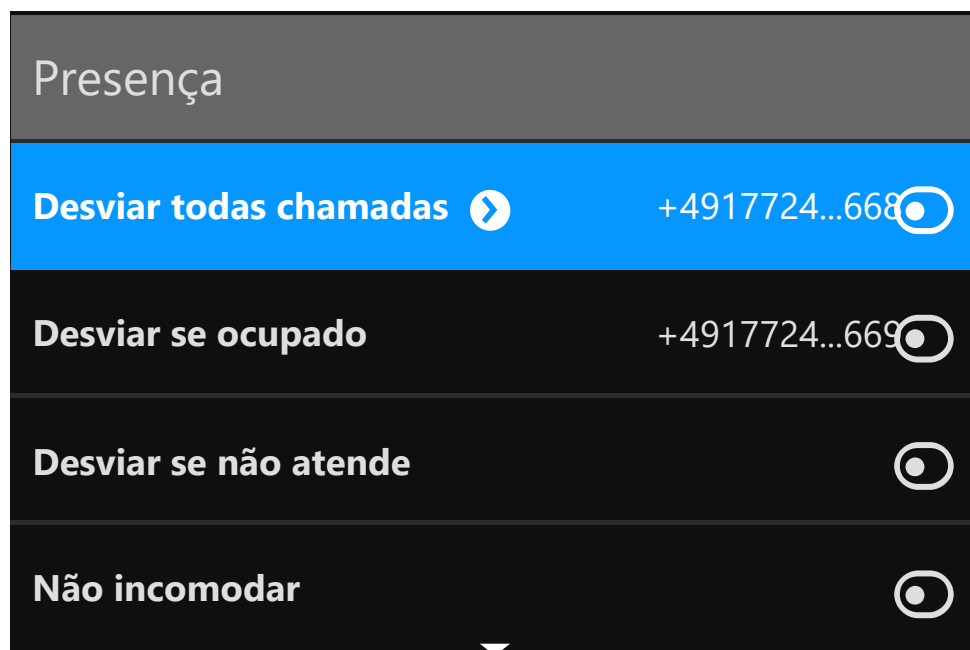 Presença
Desviar todas chamadas +4917724...668
Desviar se ocupado +4917724...669
Desviar se não atende
Não incomodar